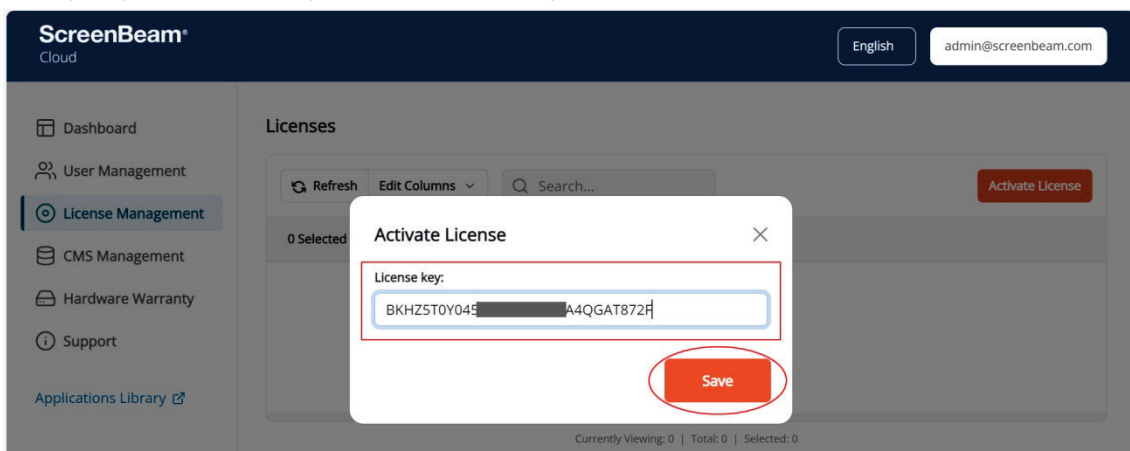 ScreenBeam®
Cloud
English
admin@screenbeam.com
Dashboard
User Management
License Management
CMS Management
Hardware Warranty
Support
Applications Library
Licenses
Refresh
Edit Columns
Search...
Activate License
0 Selected
Activate License
License key:
BKHZ5T0Y045 A4QGAT872F
Save
Currently Viewing: 0 | Total: 0 | Selected: 0